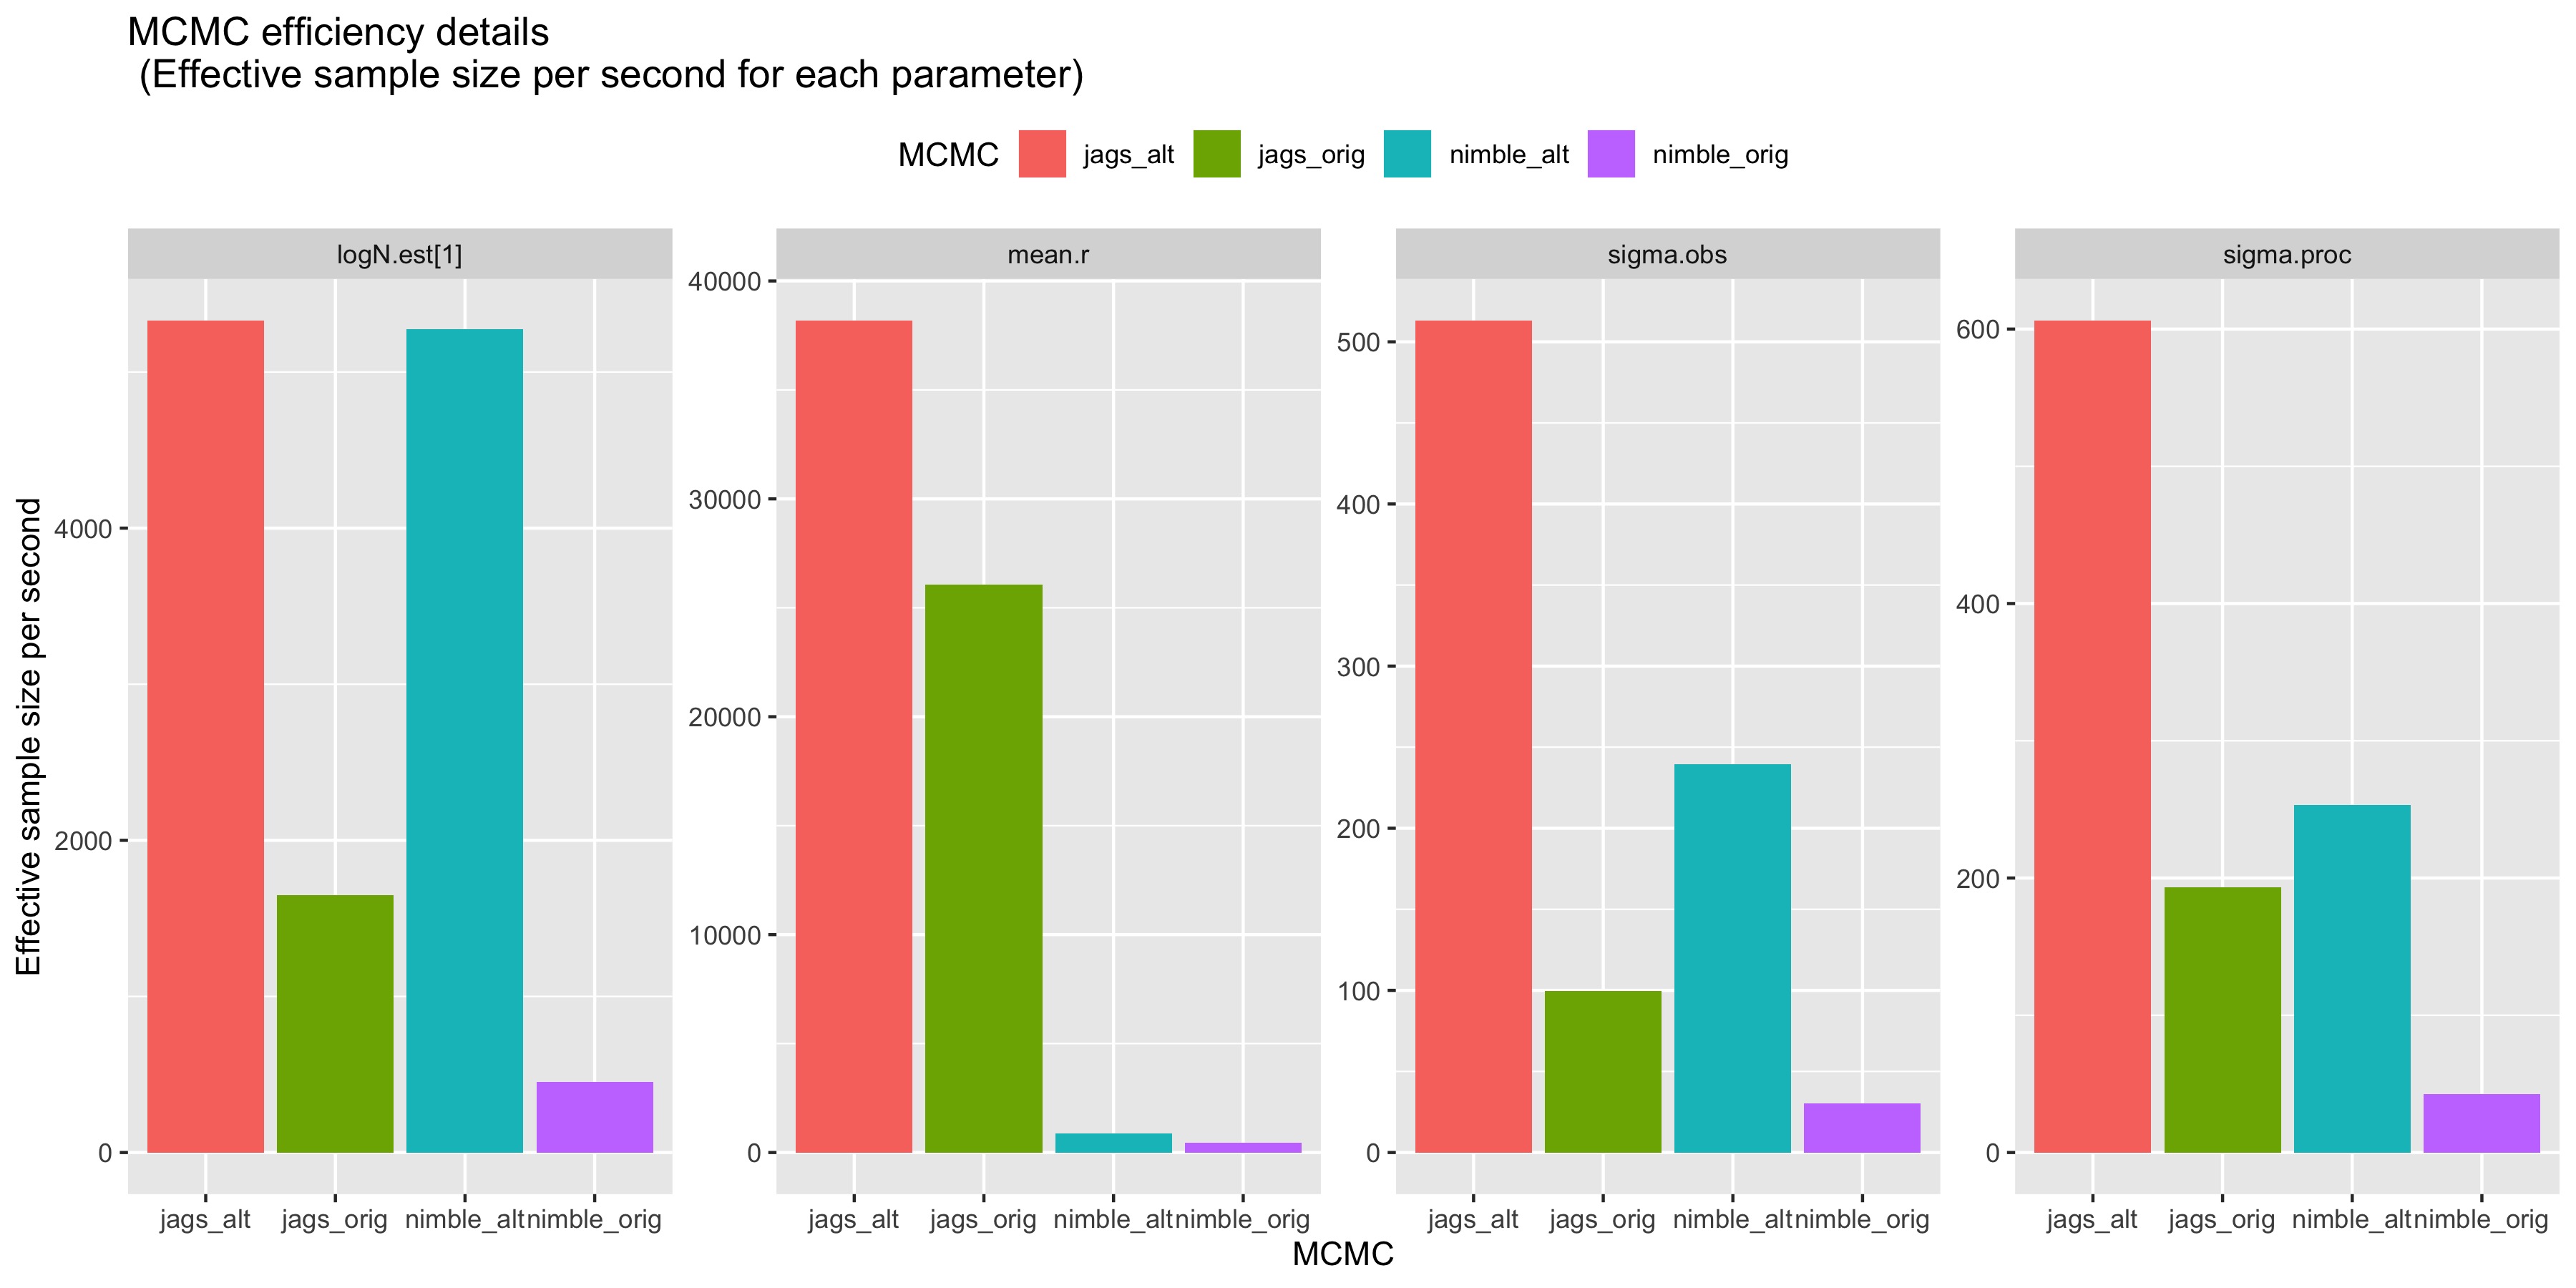 MCMC efficiency details
(Effective sample size per second for each parameter)
MCMC jags_alt jags_orig nimble_alt nimble_orig
Effective sample size per second
logN.est[1]
4000
2000
0
jags_alt jags_orig nimble_alt nimble_orig
mean.r
40000
30000
20000
10000
0
jags_alt jags_orig nimble_alt nimble_orig
sigma.obs
500
400
300
200
100
0
jags_alt jags_orig nimble_alt nimble_orig
sigma.proc
600
400
200
0
jags_alt jags_orig nimble_alt nimble_orig
MCMC